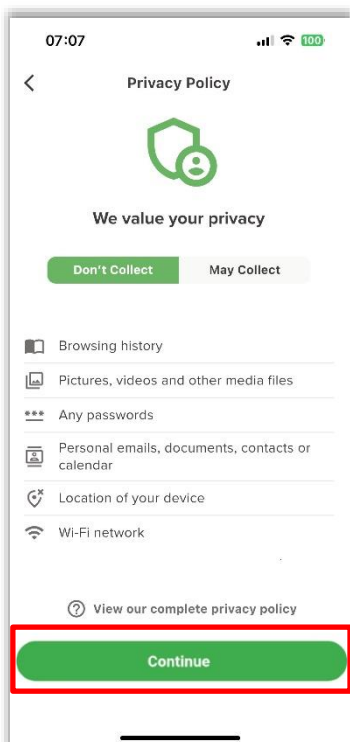 07:07
100
Privacy Policy
We value your privacy
Don't Collect
May Collect
Browsing history
Pictures, videos and other media files
Any passwords
Personal emails, documents, contacts or
calendar
Location of your device
Wi-Fi network
View our complete privacy policy
Continue